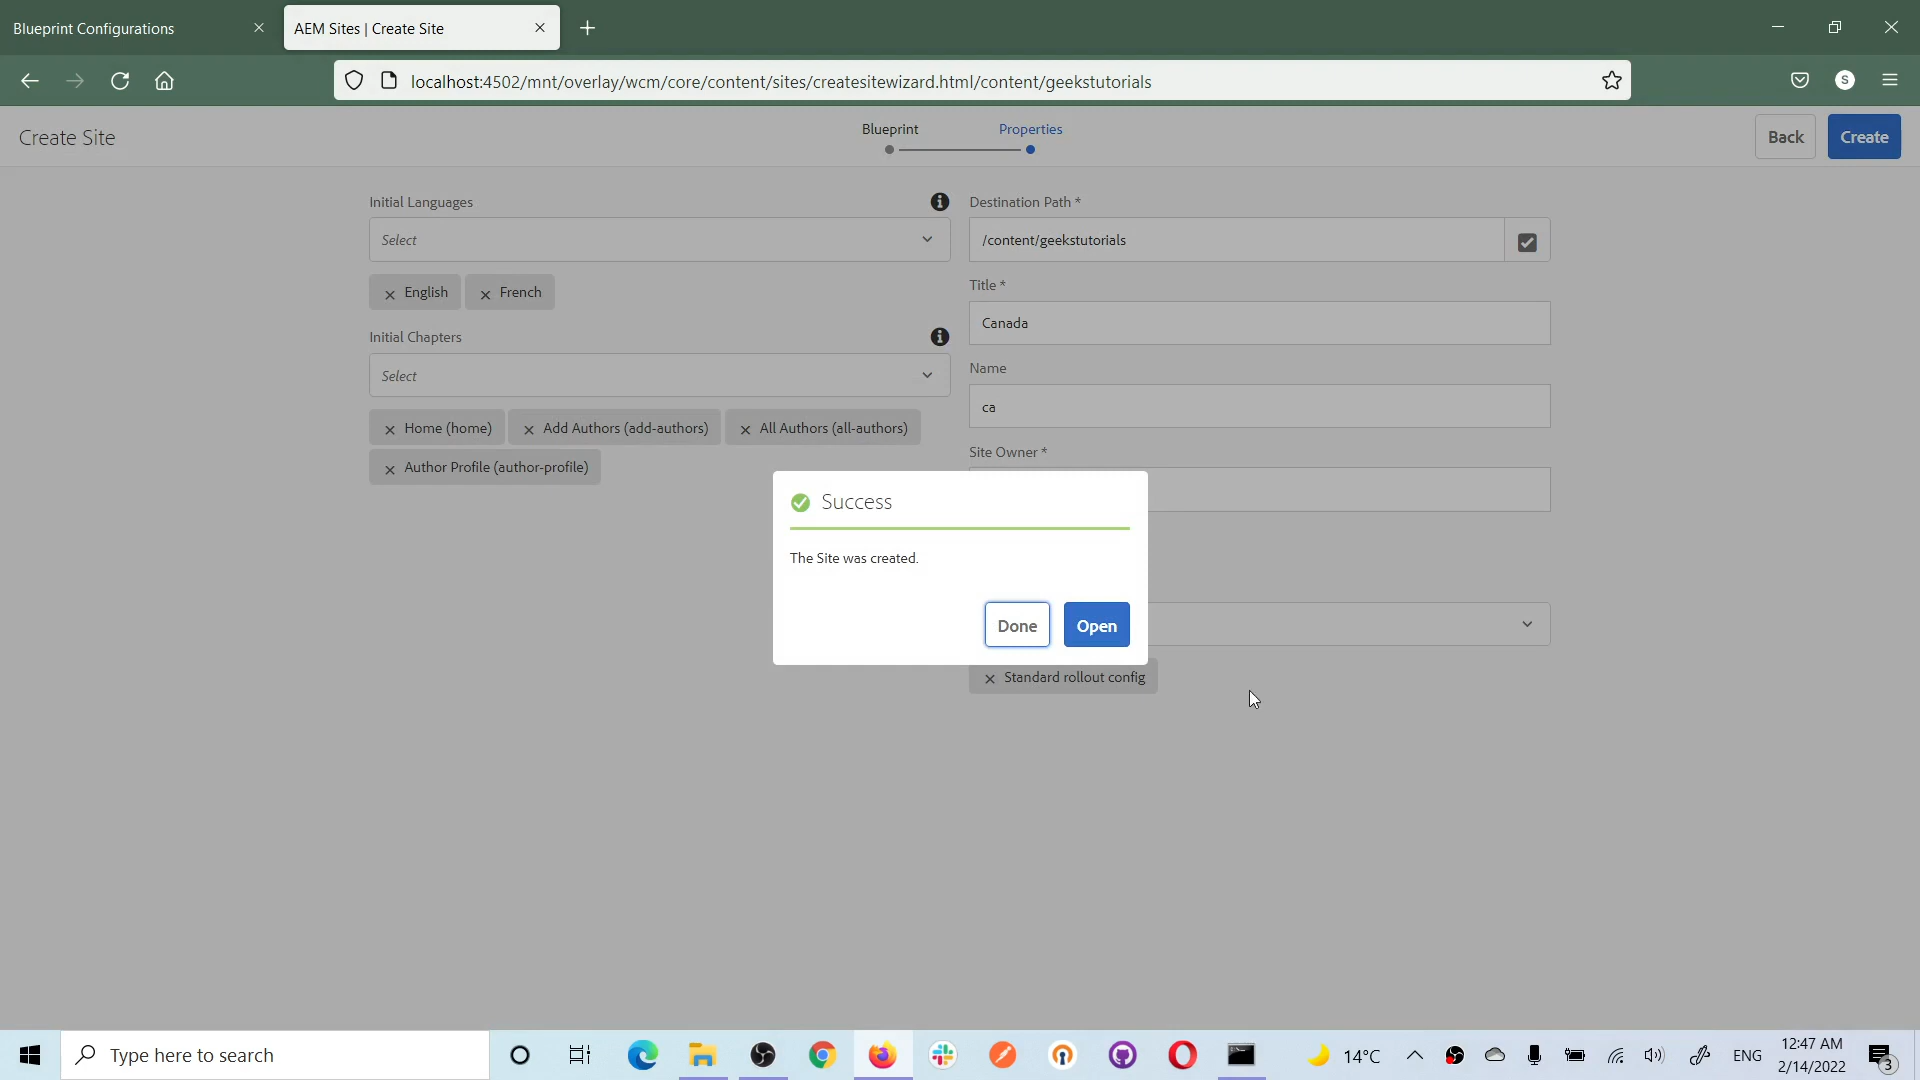 Blueprint Configurations
AEM Sites | Create Site
localhost:4502/mnt/overlay/wcm/core/content/sites/createsitewizard.html/content/geekstutorials
S
Create Site
Blueprint
Properties
Back
Create
Initial Languages
Select
English
French
Initial Chapters
Select
Home (home)
Add Authors (add-authors)
All Authors (all-authors)
Author Profile (author-profile)
Destination Path *
/content/geekstutorials
Title *
Canada
Name
ca
Site Owner *
Standard rollout config
Success
The Site was created.
Done
Open
Type here to search
14°C
ENG
12:47 AM
2/14/2022
3